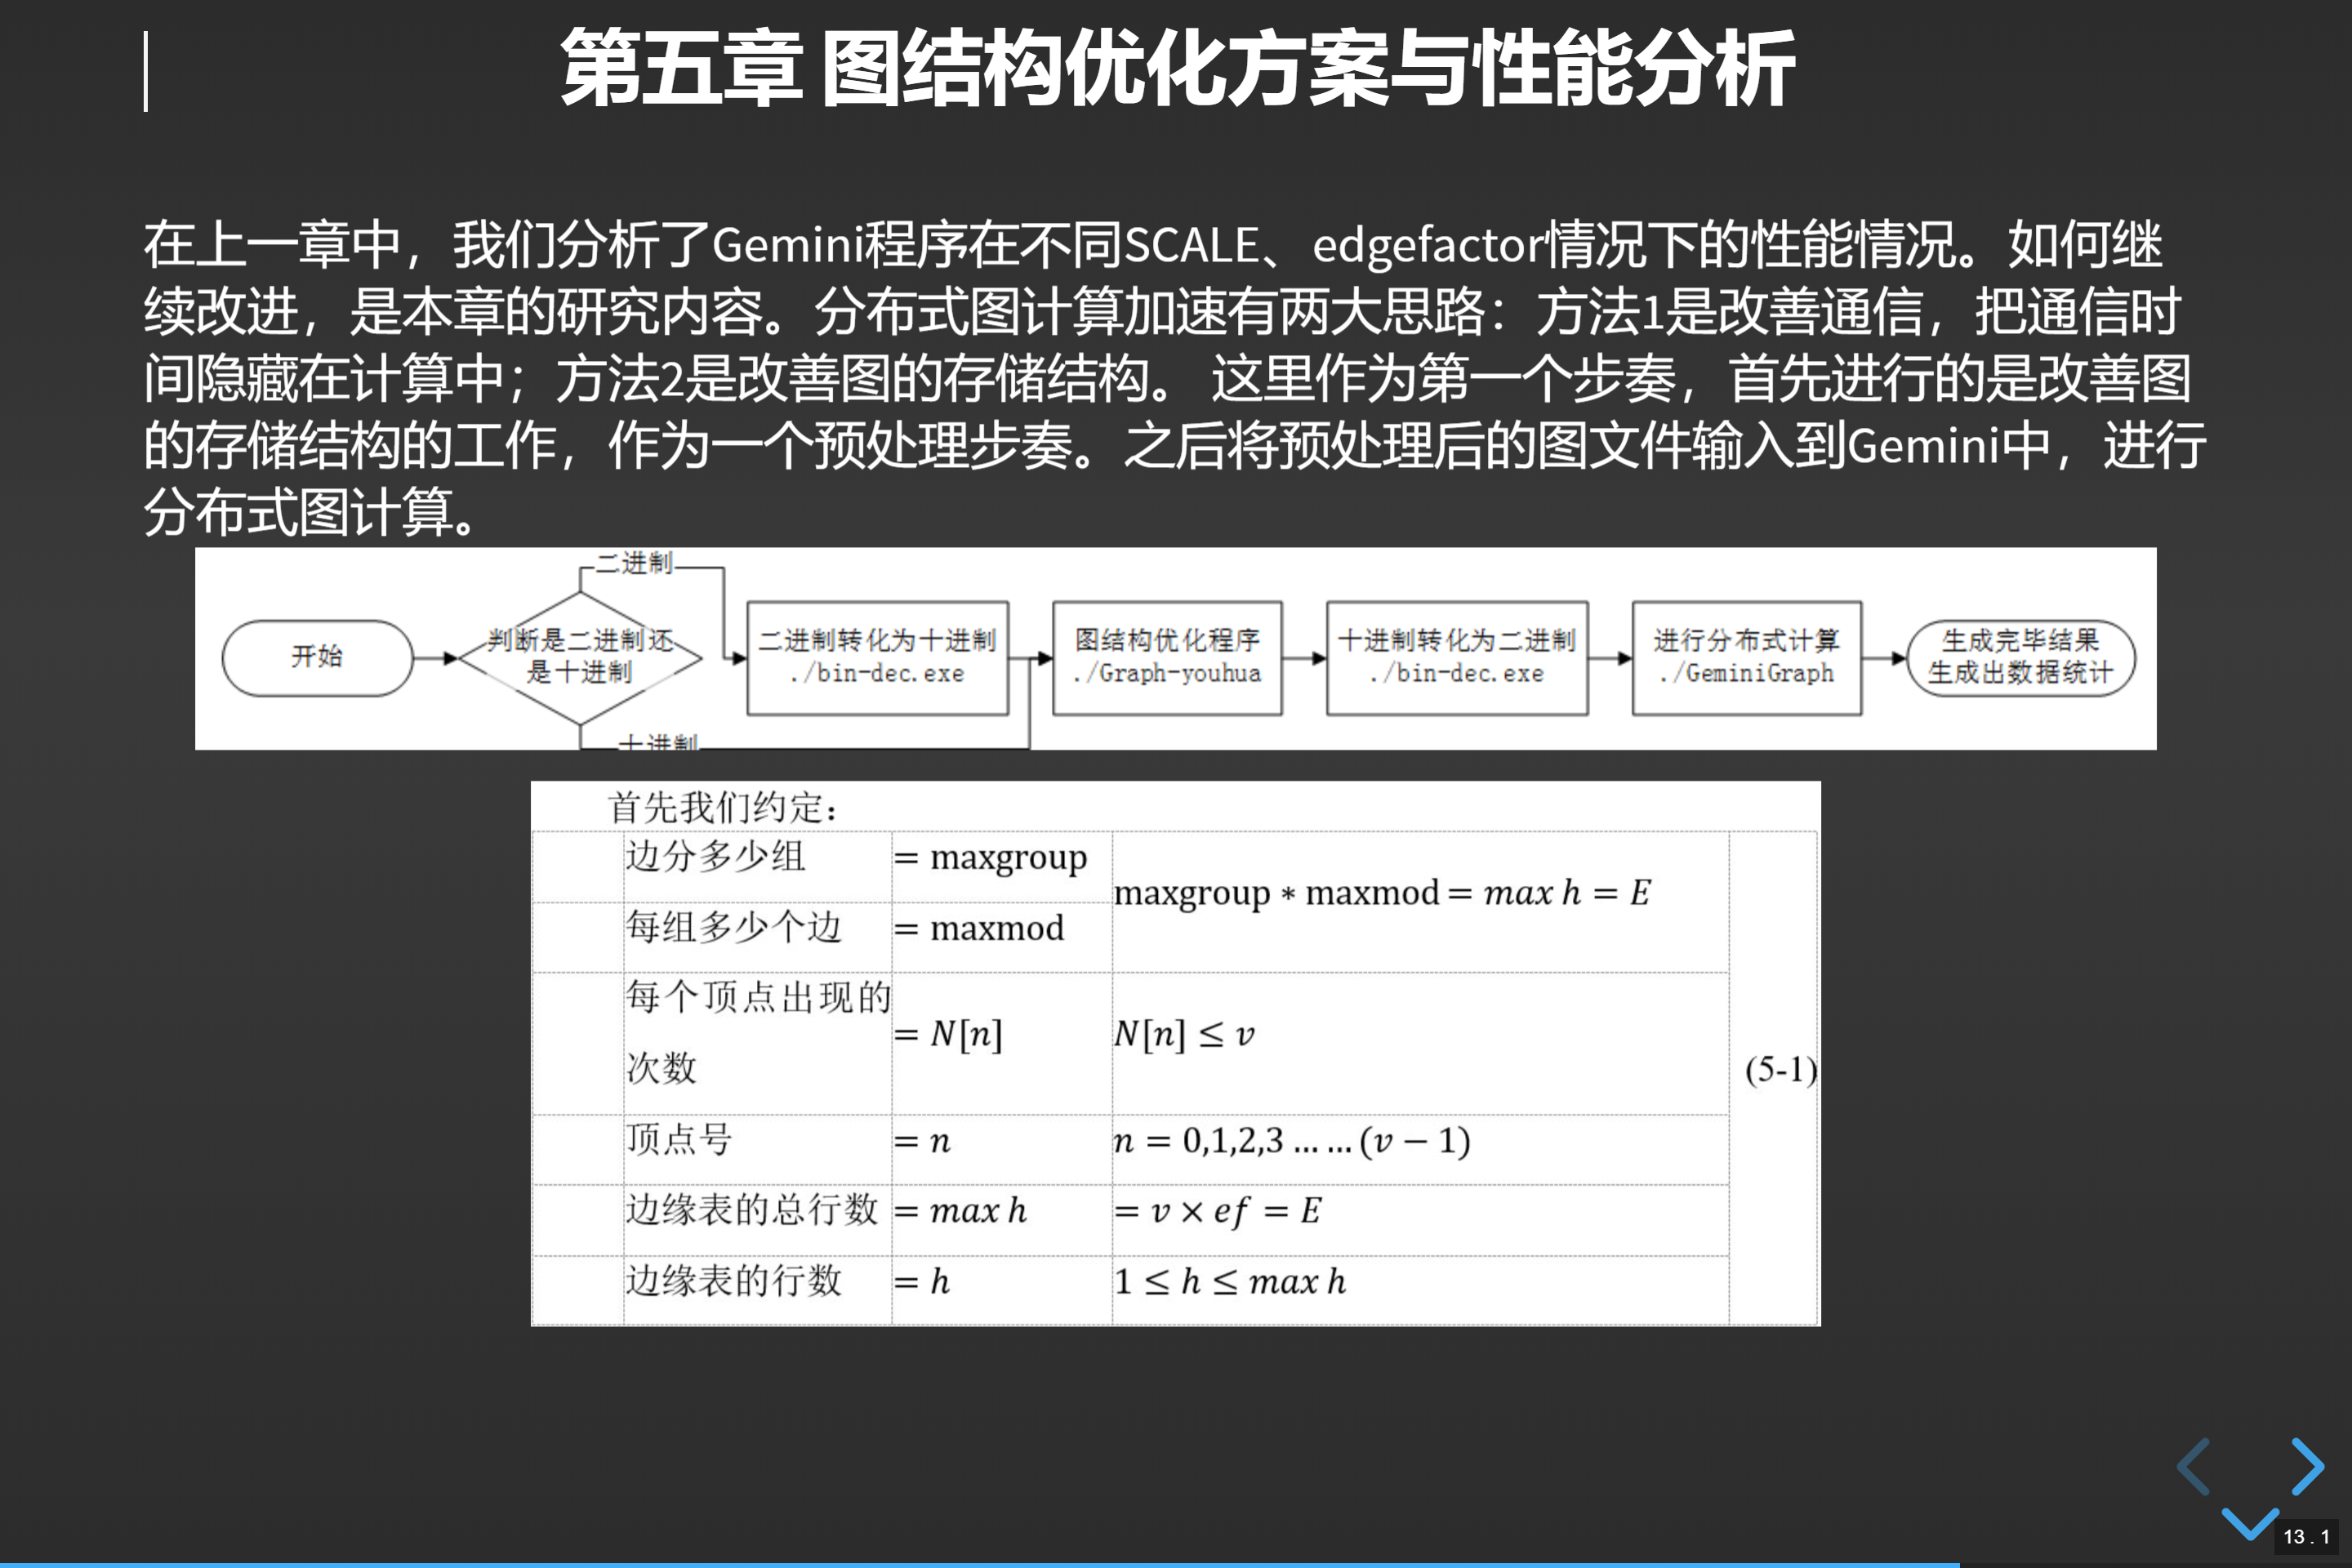 第五章 图结构优化方案与性能分析
在上一章中，我们分析了Gemini程序在不同SCALE、edgefactor情况下的性能情况。如何继
续改进，是本章的研究内容。分布式图计算加速有两大思路：方法1是改善通信，把通信时
间隐藏在计算中；方法2是改善图的存储结构。 这里作为第一个步奏，首先进行的是改善图
的存储结构的工作，作为一个预处理步奏。之后将预处理后的图文件输入到Gemini中，进行
分布式图计算。
二进制
开始
判断是二进制还
是十进制
二进制转化为十进制
./bin-dec.exe
图结构优化程序
./Graph-youhua
十进制转化为二进制
./bin-dec.exe
进行分布式计算
./GeminiGraph
生成完毕结果
生成出数据统计
十进制
首先我们约定：
边分多少组 = maxgroup
maxgroup * maxmod = max h = E
每组多少个边 = maxmod
每个顶点出现的
次数
= N[n] N[n] ≤ v
(5-1)
顶点号 = n n = 0,1,2,3 … … (v − 1)
边缘表的总行数 = max h = v × ef = E
边缘表的行数 = h 1 ≤ h ≤ max h
13 . 1